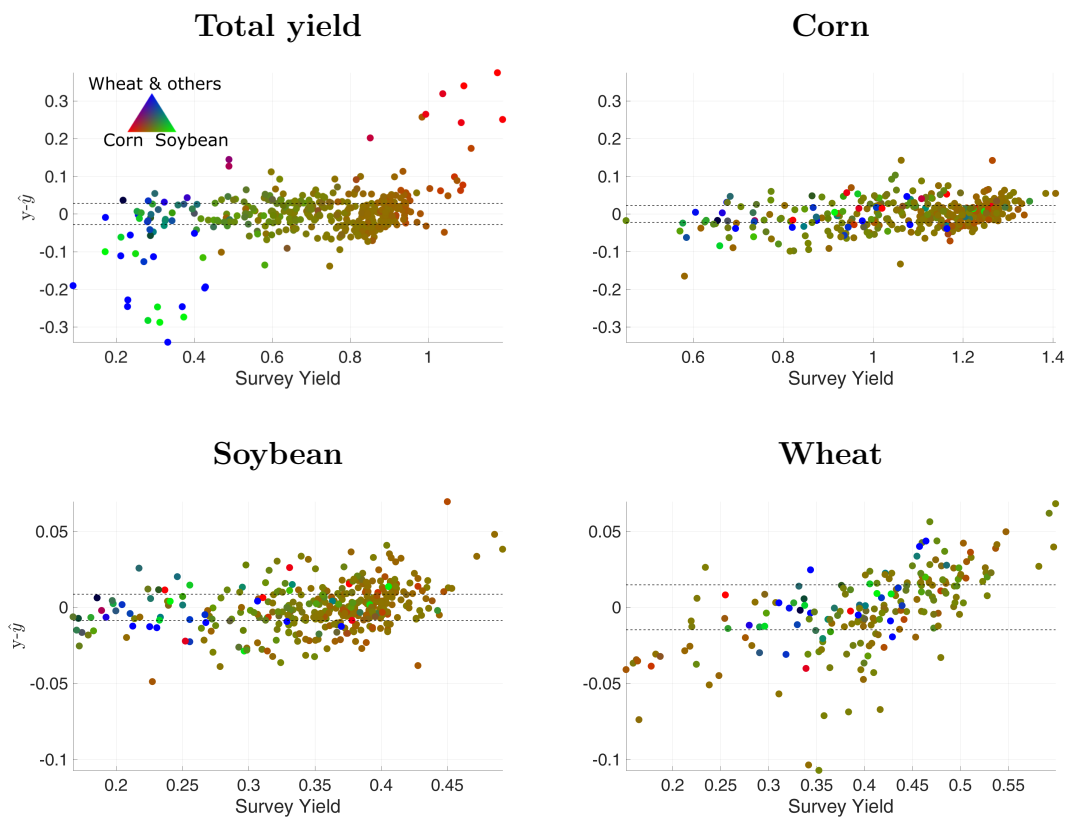 Total yield
Corn
Wheat & others
Corn Soybean
y-ŷ
0.3
0.2
0.1
0
-0.1
-0.2
-0.3
0.2 0.4 0.6 0.8 1
Survey Yield
0.3
0.2
0.1
0
-0.1
-0.2
-0.3
0.6 0.8 1 1.2 1.4
Survey Yield
Soybean
Wheat
y-ŷ
0.05
0
-0.05
-0.1
0.2 0.25 0.3 0.35 0.4 0.45
Survey Yield
0.05
0
-0.05
-0.1
0.2 0.25 0.3 0.35 0.4 0.45 0.5 0.55
Survey Yield